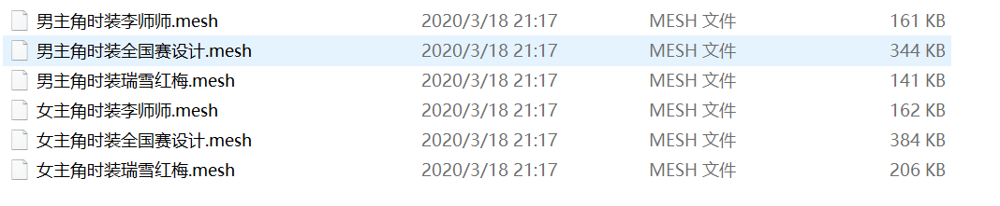 男主角时装李师师.mesh 2020/3/18 21:17 MESH 文件 161 KB
男主角时装全国赛设计.mesh 2020/3/18 21:17 MESH 文件 344 KB
男主角时装瑞雪红梅.mesh 2020/3/18 21:17 MESH 文件 141 KB
女主角时装李师师.mesh 2020/3/18 21:17 MESH 文件 162 KB
女主角时装全国赛设计.mesh 2020/3/18 21:17 MESH 文件 384 KB
女主角时装瑞雪红梅.mesh 2020/3/18 21:17 MESH 文件 206 KB